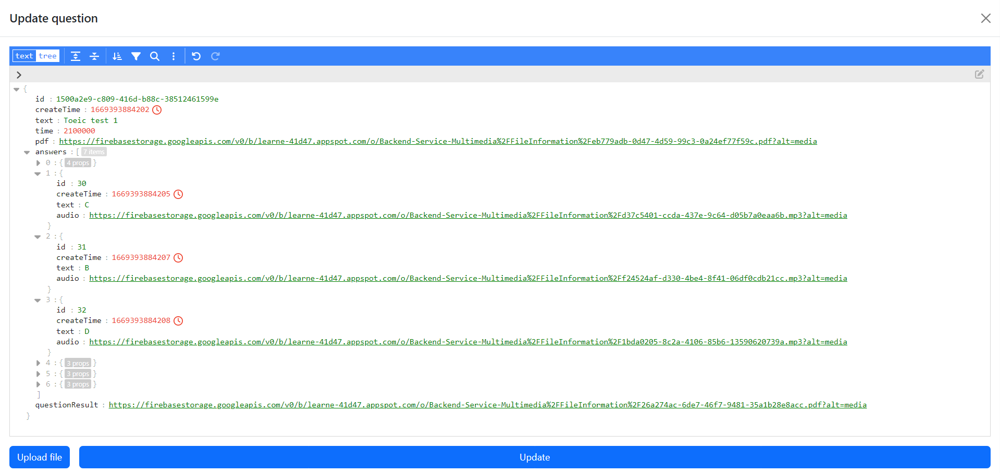 Update question
text tree
{
id : 1500a2e9-c809-416d-b88c-38512461599e
createTime : 1669393884202
text : Toeic test 1
time : 2100000
pdf : https://firebasestorage.googleapis.com/v0/b/learne-41d47.appspot.com/o/Backend-Service-Multimedia%2FFileInformation%2Feb779adb-0d47-4d59-99c3-0a24ef77f59c.pdf?alt=media
answers : [ 7 items
0 : { 4 props }
1 : {
id : 30
createTime : 1669393884205
text : C
audio : https://firebasestorage.googleapis.com/v0/b/learne-41d47.appspot.com/o/Backend-Service-Multimedia%2FFileInformation%2Fd37c5401-ccda-437e-9c64-d05b7a0eaa6b.mp3?alt=media
}
2 : {
id : 31
createTime : 1669393884207
text : B
audio : https://firebasestorage.googleapis.com/v0/b/learne-41d47.appspot.com/o/Backend-Service-Multimedia%2FFileInformation%2Ff24524af-d330-4be4-8f41-06df0cdb21cc.mp3?alt=media
}
3 : {
id : 32
createTime : 1669393884208
text : D
audio : https://firebasestorage.googleapis.com/v0/b/learne-41d47.appspot.com/o/Backend-Service-Multimedia%2FFileInformation%2F1bda0205-8c2a-4106-85b6-13590620739a.mp3?alt=media
}
4 : { 3 props }
5 : { 3 props }
6 : { 3 props }
]
questionResult : https://firebasestorage.googleapis.com/v0/b/learne-41d47.appspot.com/o/Backend-Service-Multimedia%2FFileInformation%2F26a274ac-6de7-46f7-9481-35a1b28e8acc.pdf?alt=media
}
Upload file
Update